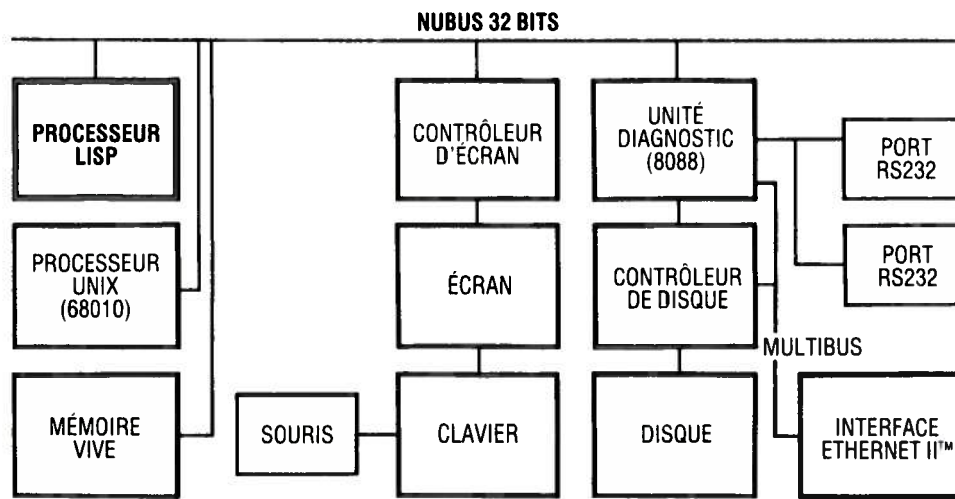 NUBUS 32 BITS
PROCESSEUR
LISP
CONTRÔLEUR
D'ÉCRAN
UNITÉ
DIAGNOSTIC
(8088)
PORT
RS232
PROCESSEUR
UNIX
(68010)
ÉCRAN
CONTRÔLEUR
DE DISQUE
PORT
RS232
MULTIBUS
MÉMOIRE
VIVE
SOURIS
CLAVIER
DISQUE
INTERFACE
ETHERNET II™